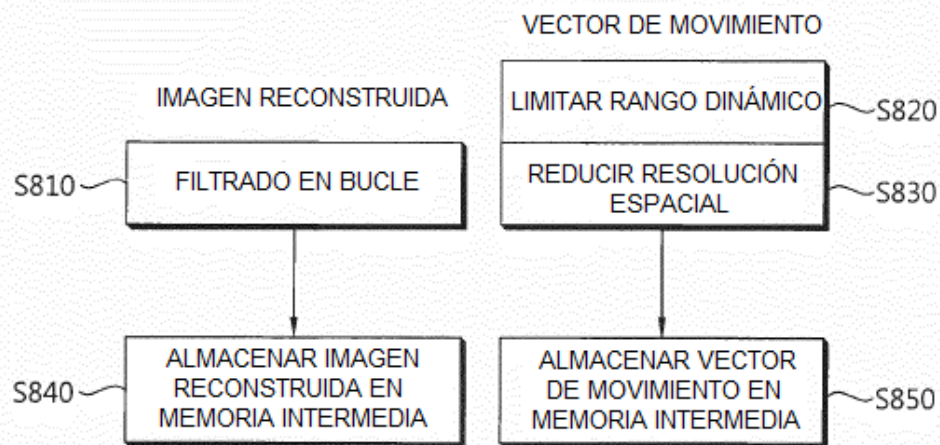 VECTOR DE MOVIMIENTO
IMAGEN RECONSTRUIDA
LIMITAR RANGO DINÁMICO
S820
S810
FILTRADO EN BUCLE
REDUCIR RESOLUCIÓN
ESPACIAL
S830
ALMACENAR IMAGEN
RECONSTRUIDA EN
MEMORIA INTERMEDIA
S840
ALMACENAR VECTOR
DE MOVIMIENTO EN
MEMORIA INTERMEDIA
S850